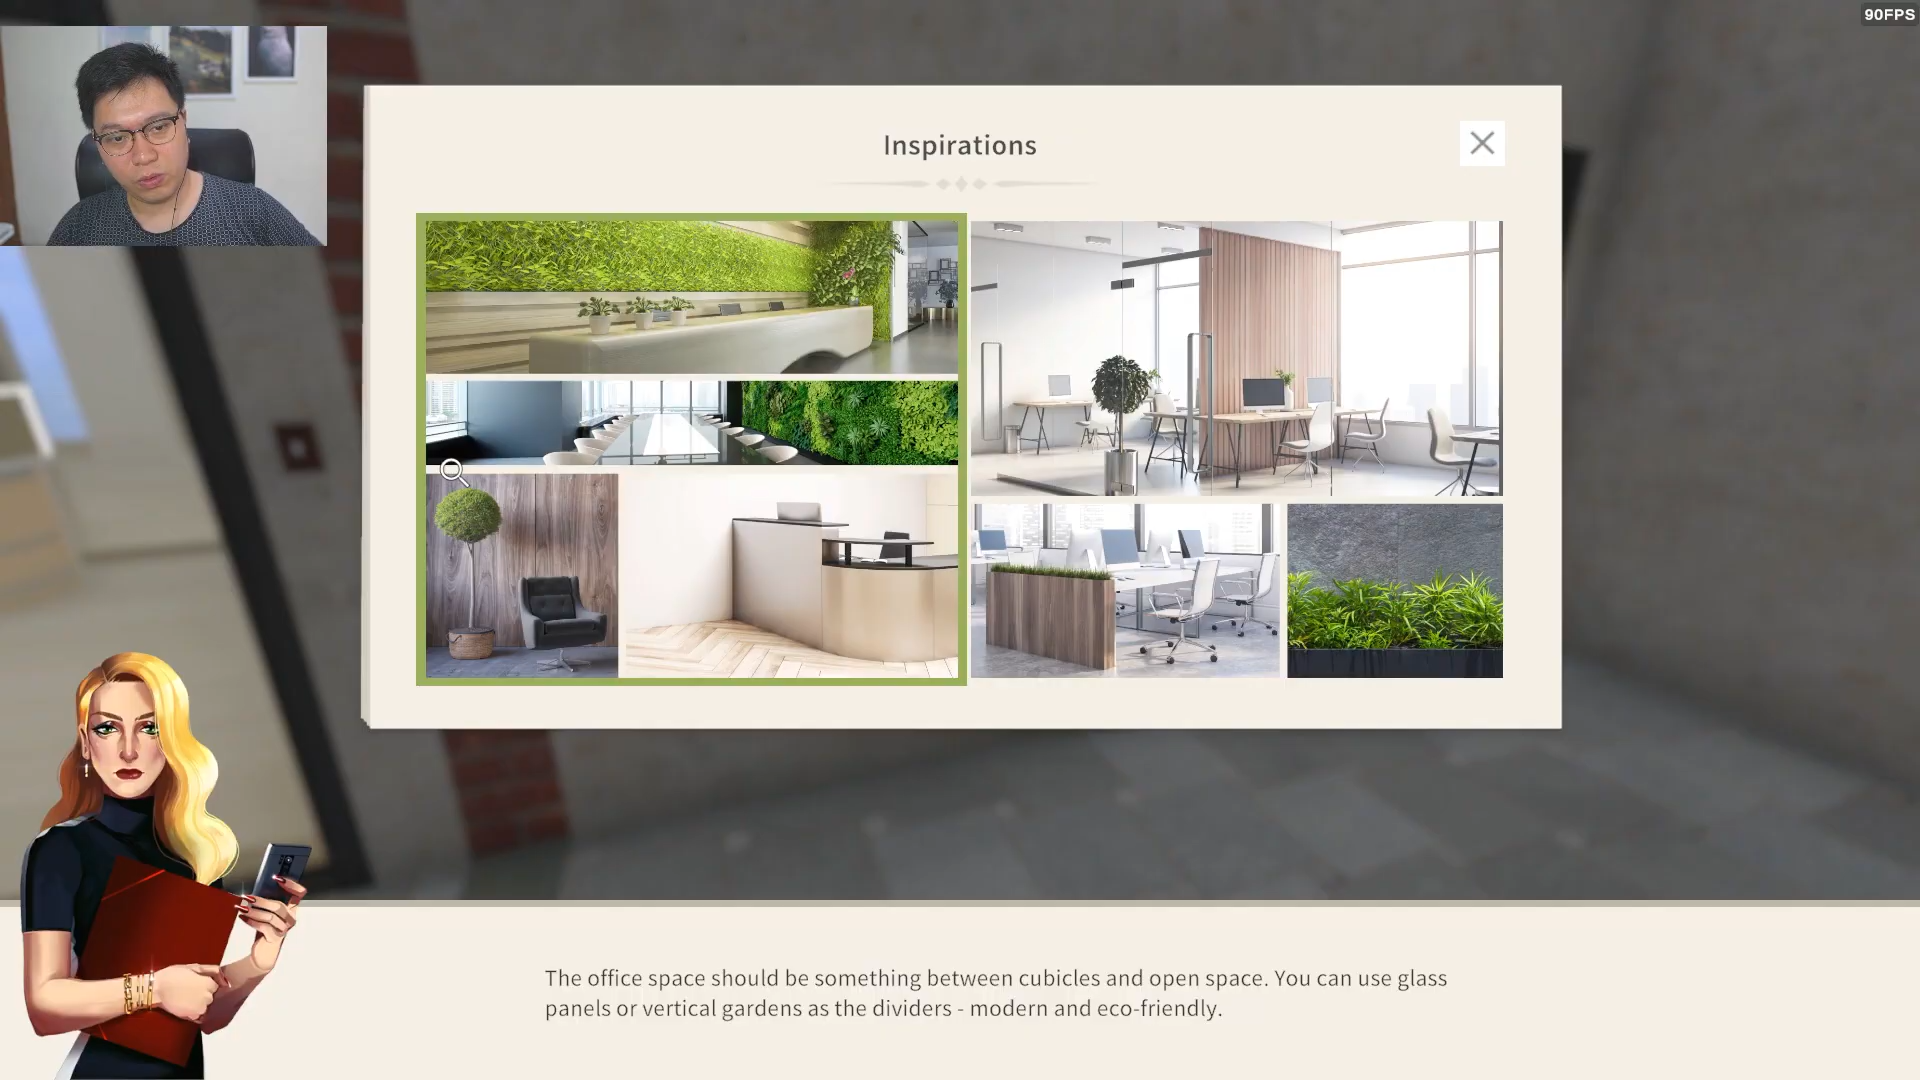 90FPS
Inspirations
The office space should be something between cubicles and open space. You can use glass
panels or vertical gardens as the dividers - modern and eco-friendly.